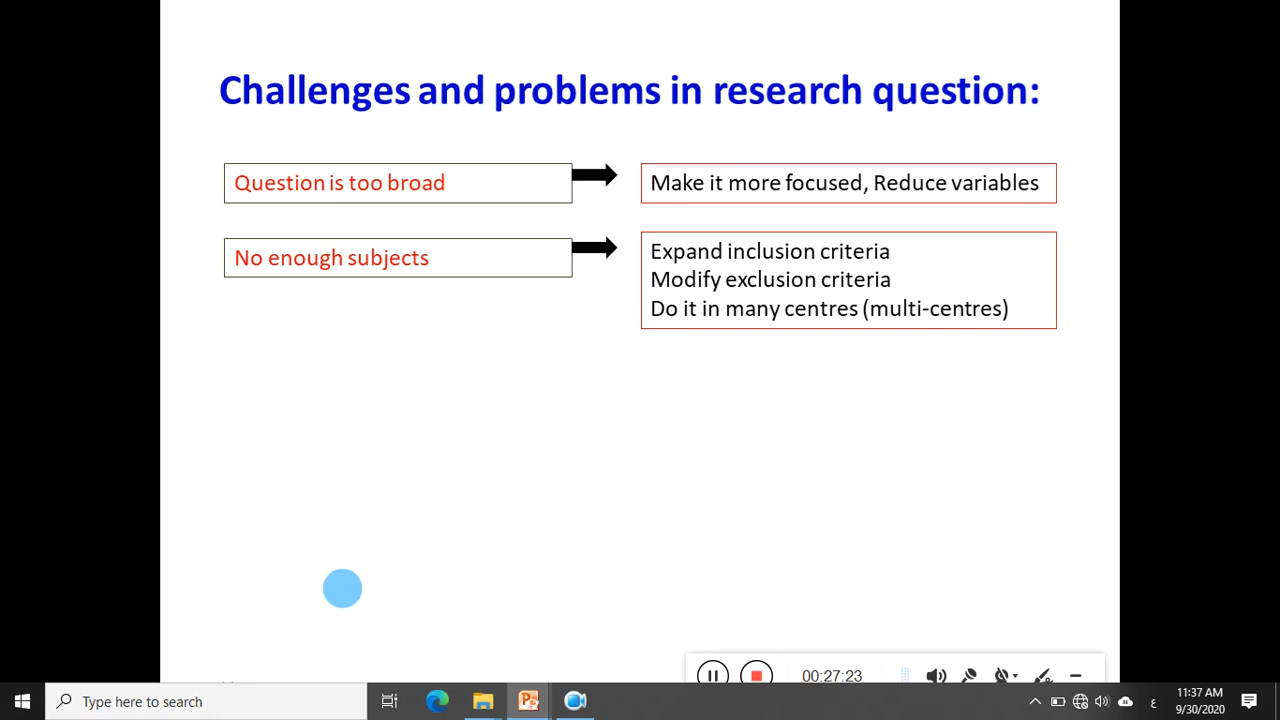 Challenges and problems in research question:
Question is too broad
Make it more focused, Reduce variables
No enough subjects
Expand inclusion criteria
Modify exclusion criteria
Do it in many centres (multi-centres)
00:27:23
Type here to search
ع
11:37 AM
9/30/2020